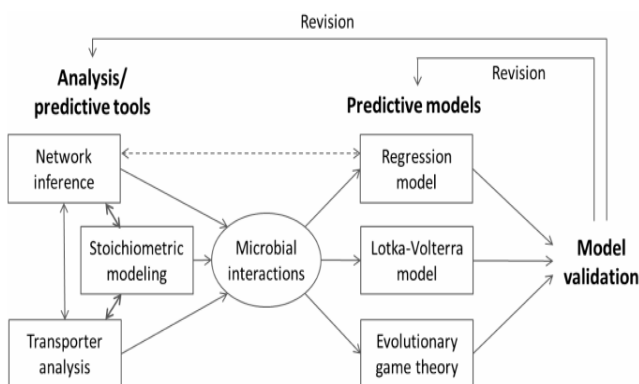 Revision
Revision
Analysis/
predictive tools
Predictive models
Network
inference
Regression
model
Stoichiometric
modeling
Microbial
interactions
Lotka-Volterra
model
Model
validation
Transporter
analysis
Evolutionary
game theory